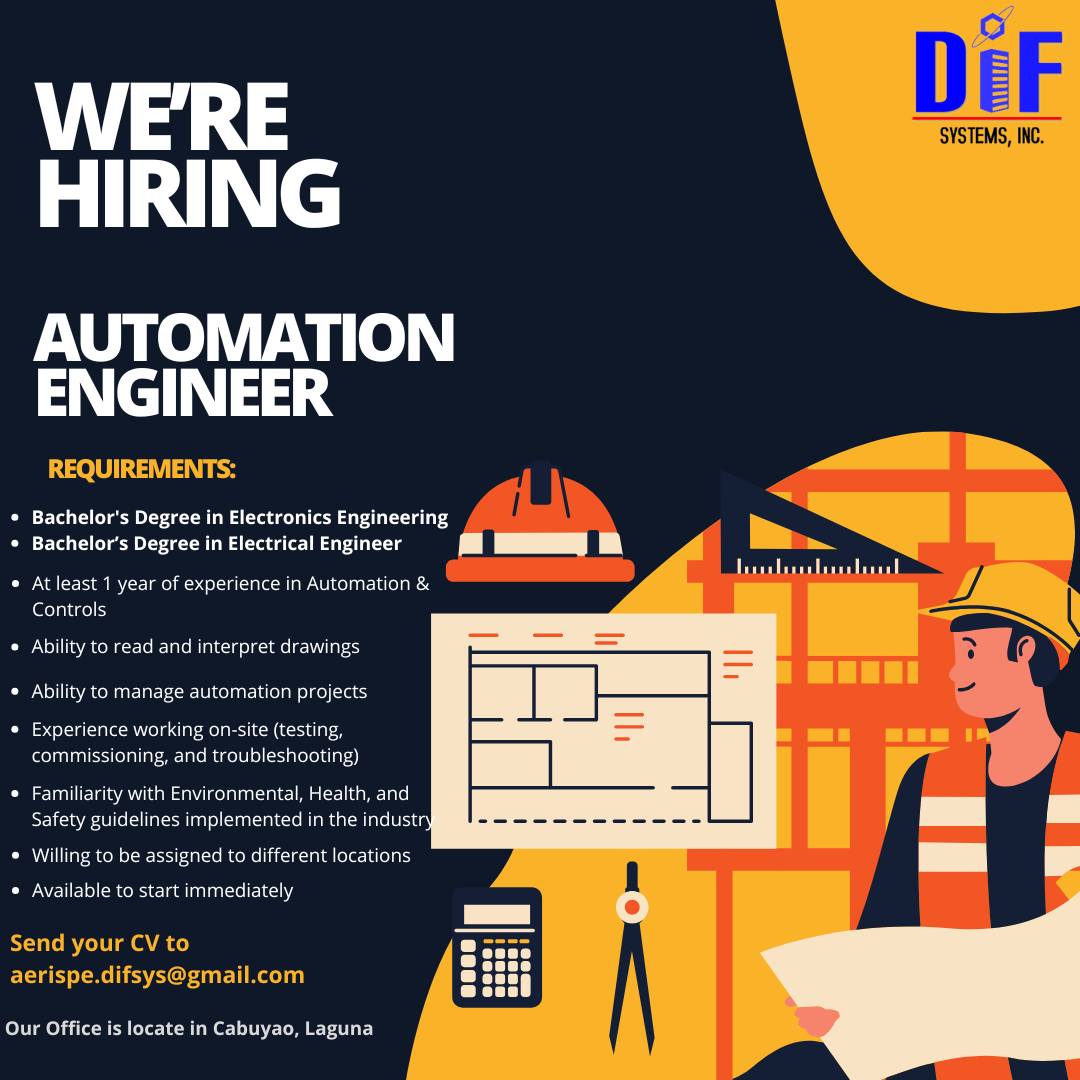 DiF
SYSTEMS, INC.
WE’RE
HIRING
AUTOMATION
ENGINEER
REQUIREMENTS:
• Bachelor's Degree in Electronics Engineering
• Bachelor’s Degree in Electrical Engineer
• At least 1 year of experience in Automation &
Controls
• Ability to read and interpret drawings
• Ability to manage automation projects
• Experience working on-site (testing,
commissioning, and troubleshooting)
• Familiarity with Environmental, Health, and
Safety guidelines implemented in the industry
• Willing to be assigned to different locations
• Available to start immediately
Send your CV to
aerispe.difsys@gmail.com
Our Office is locate in Cabuyao, Laguna